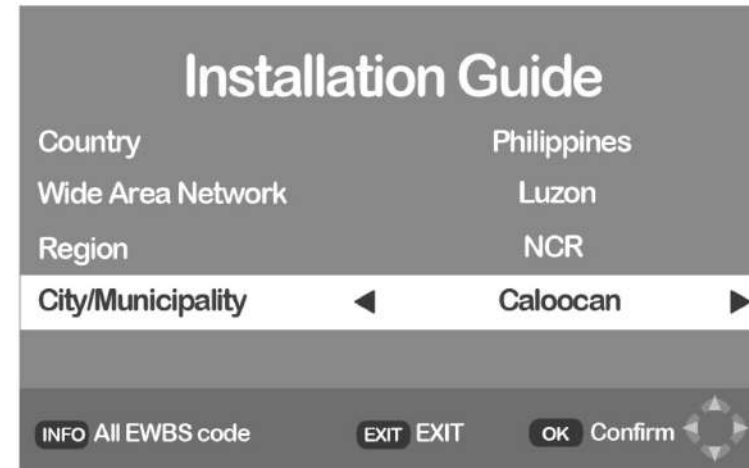 Installation Guide
Country Philippines
Wide Area Network Luzon
Region NCR
City/Municipality Caloocan
INFO All EWBS code EXIT EXIT OK Confirm